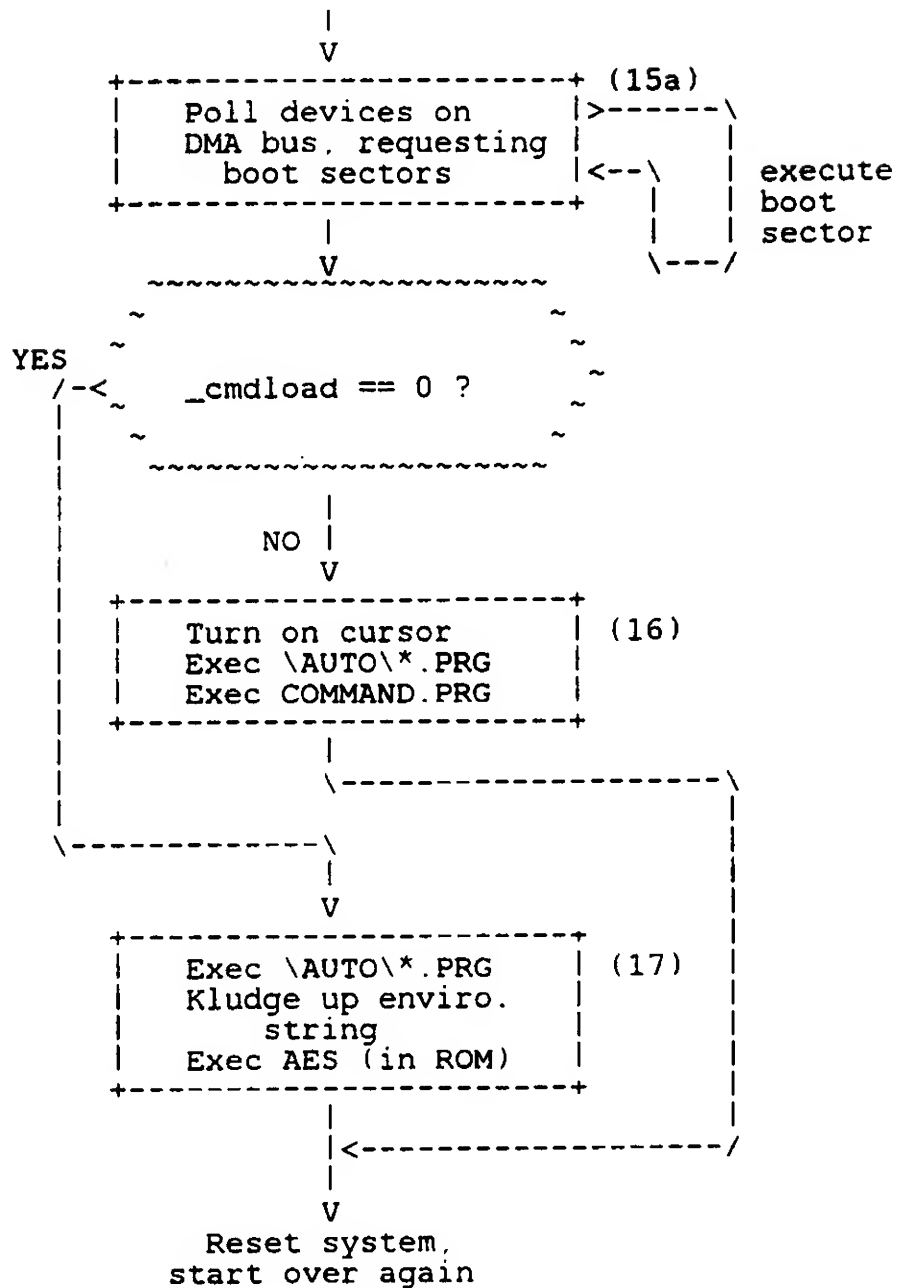 (15a)
Poll devices on
DMA bus, requesting
boot sectors
execute
boot
sector
YES
_cmdload == 0 ?
NO
(16)
Turn on cursor
Exec \AUTO\*.PRG
Exec COMMAND.PRG
(17)
Exec \AUTO\*.PRG
Kludge up enviro.
string
Exec AES (in ROM)
Reset system,
start over again